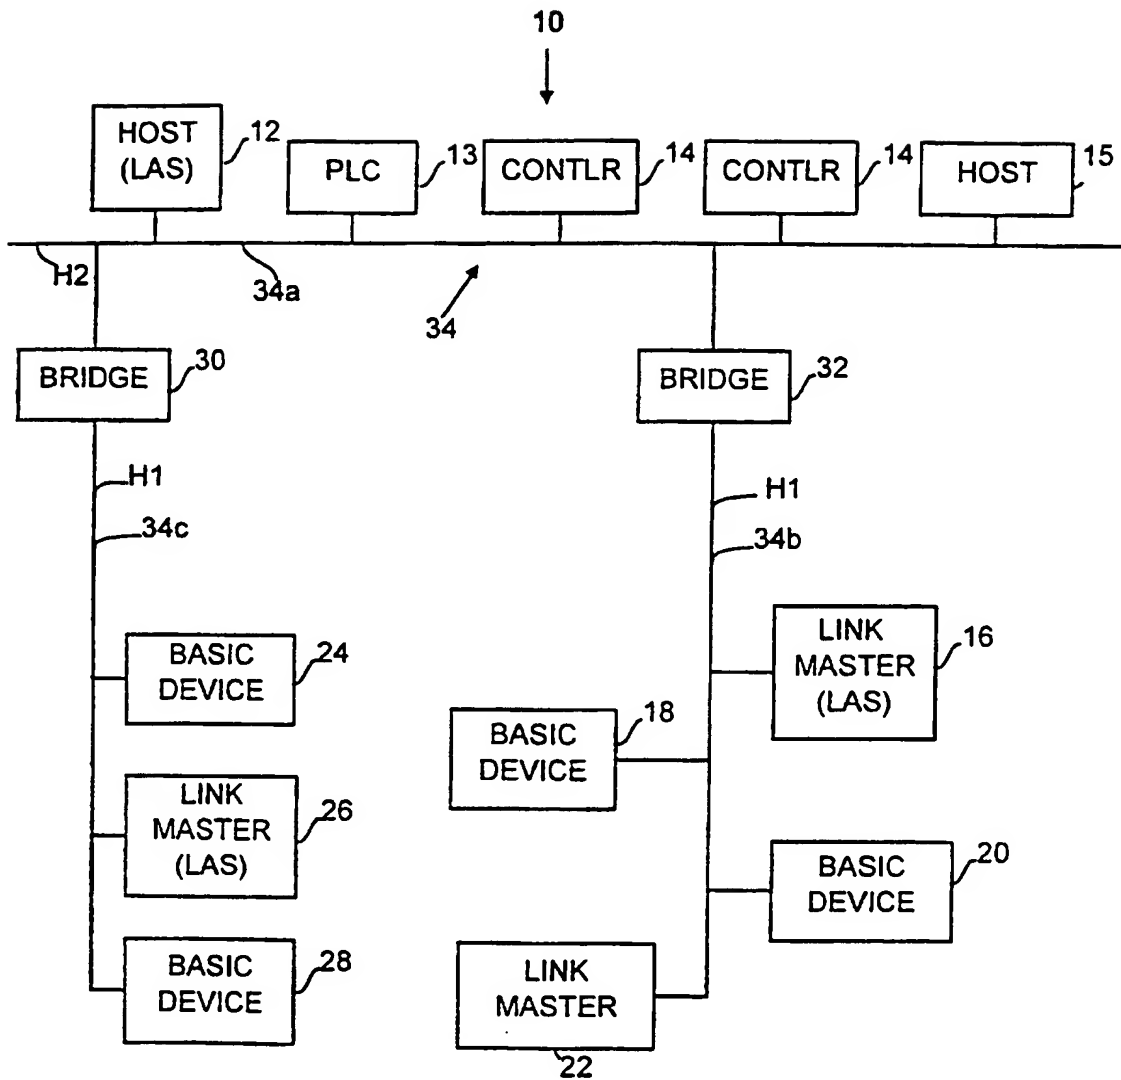 10
HOST
(LAS)
12
PLC
13
CONTLR
14
CONTLR
14
HOST
15
H2
34a
34
BRIDGE
30
BRIDGE
32
H1
34c
H1
34b
BASIC
DEVICE
24
LINK
MASTER
(LAS)
16
BASIC
DEVICE
18
LINK
MASTER
(LAS)
26
BASIC
DEVICE
20
BASIC
DEVICE
28
LINK
MASTER
22